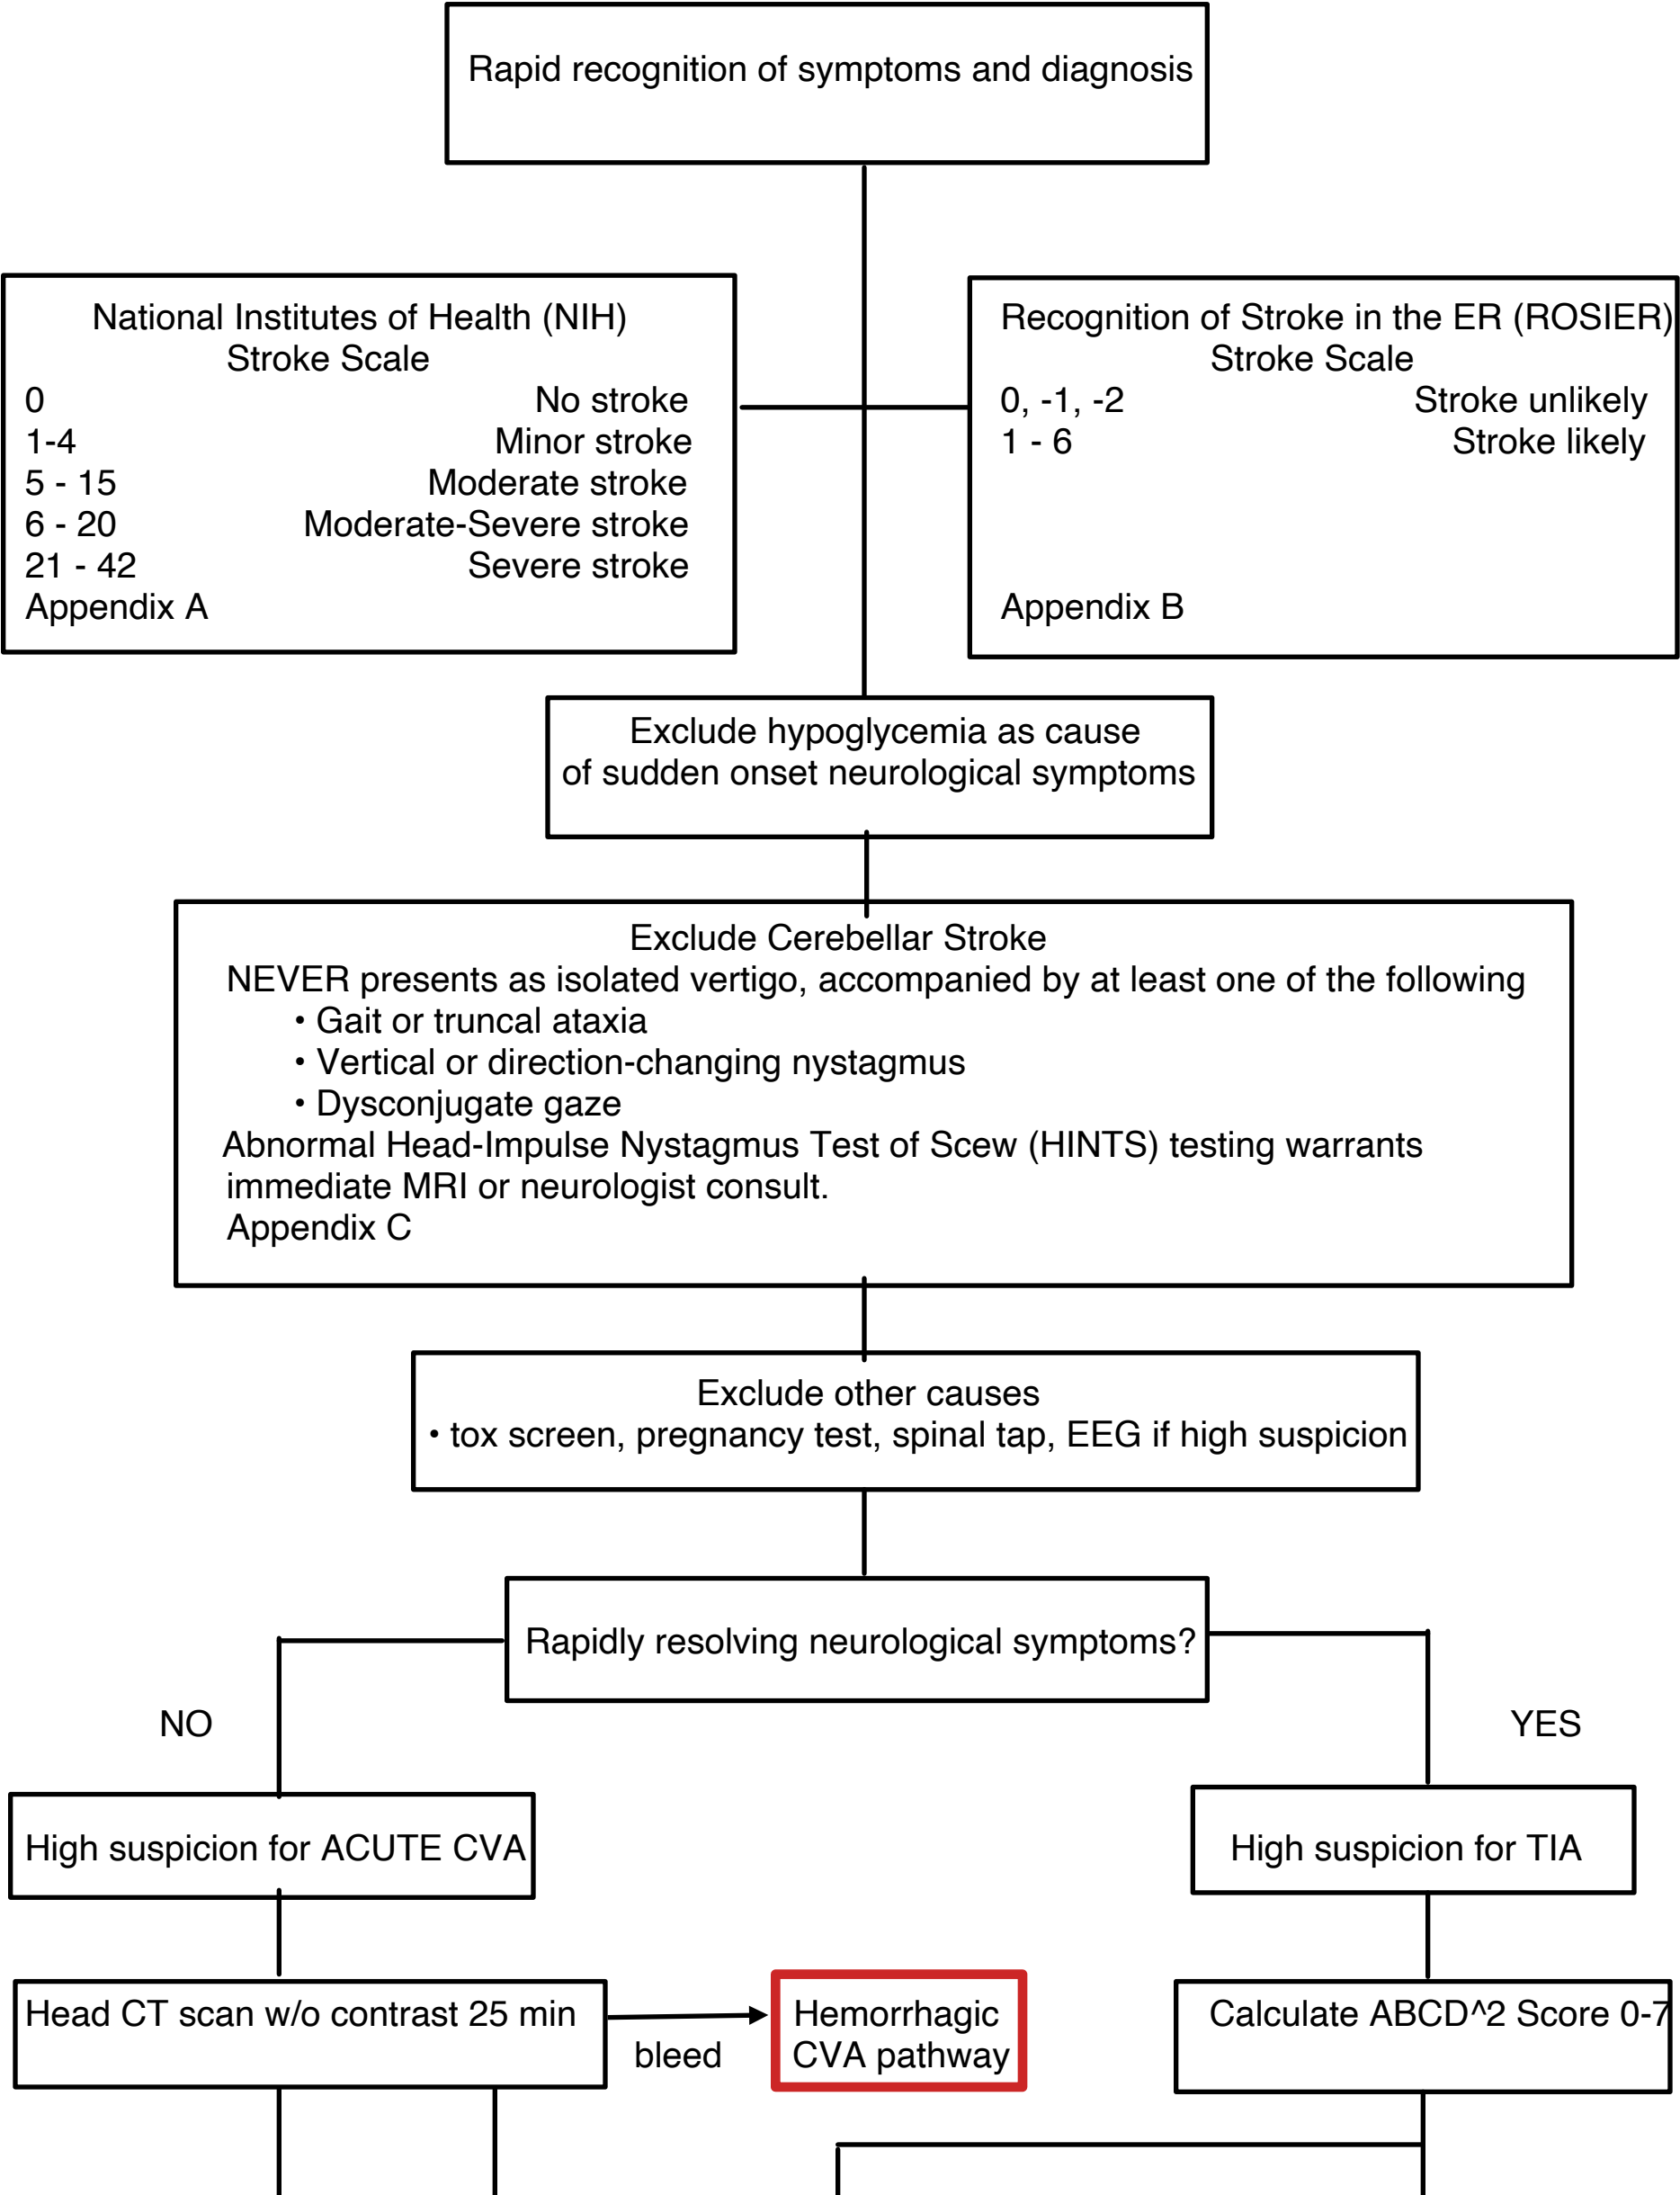 Rapid recognition of symptoms and diagnosis
National Institutes of Health (NIH)
Stroke Scale
0 No stroke
1-4 Minor stroke
5 - 15 Moderate stroke
6 - 20 Moderate-Severe stroke
21 - 42 Severe stroke
Appendix A
Recognition of Stroke in the ER (ROSIER)
Stroke Scale
0, -1, -2 Stroke unlikely
1 - 6 Stroke likely
Appendix B
Exclude hypoglycemia as cause
of sudden onset neurological symptoms
Exclude Cerebellar Stroke
NEVER presents as isolated vertigo, accompanied by at least one of the following
• Gait or truncal ataxia
• Vertical or direction-changing nystagmus
• Dysconjugate gaze
Abnormal Head-Impulse Nystagmus Test of Scew (HINTS) testing warrants
immediate MRI or neurologist consult.
Appendix C
Exclude other causes
• tox screen, pregnancy test, spinal tap, EEG if high suspicion
Rapidly resolving neurological symptoms?
NO
YES
High suspicion for ACUTE CVA
High suspicion for TIA
Head CT scan w/o contrast 25 min
bleed
Hemorrhagic
CVA pathway
Calculate ABCD^2 Score 0-7